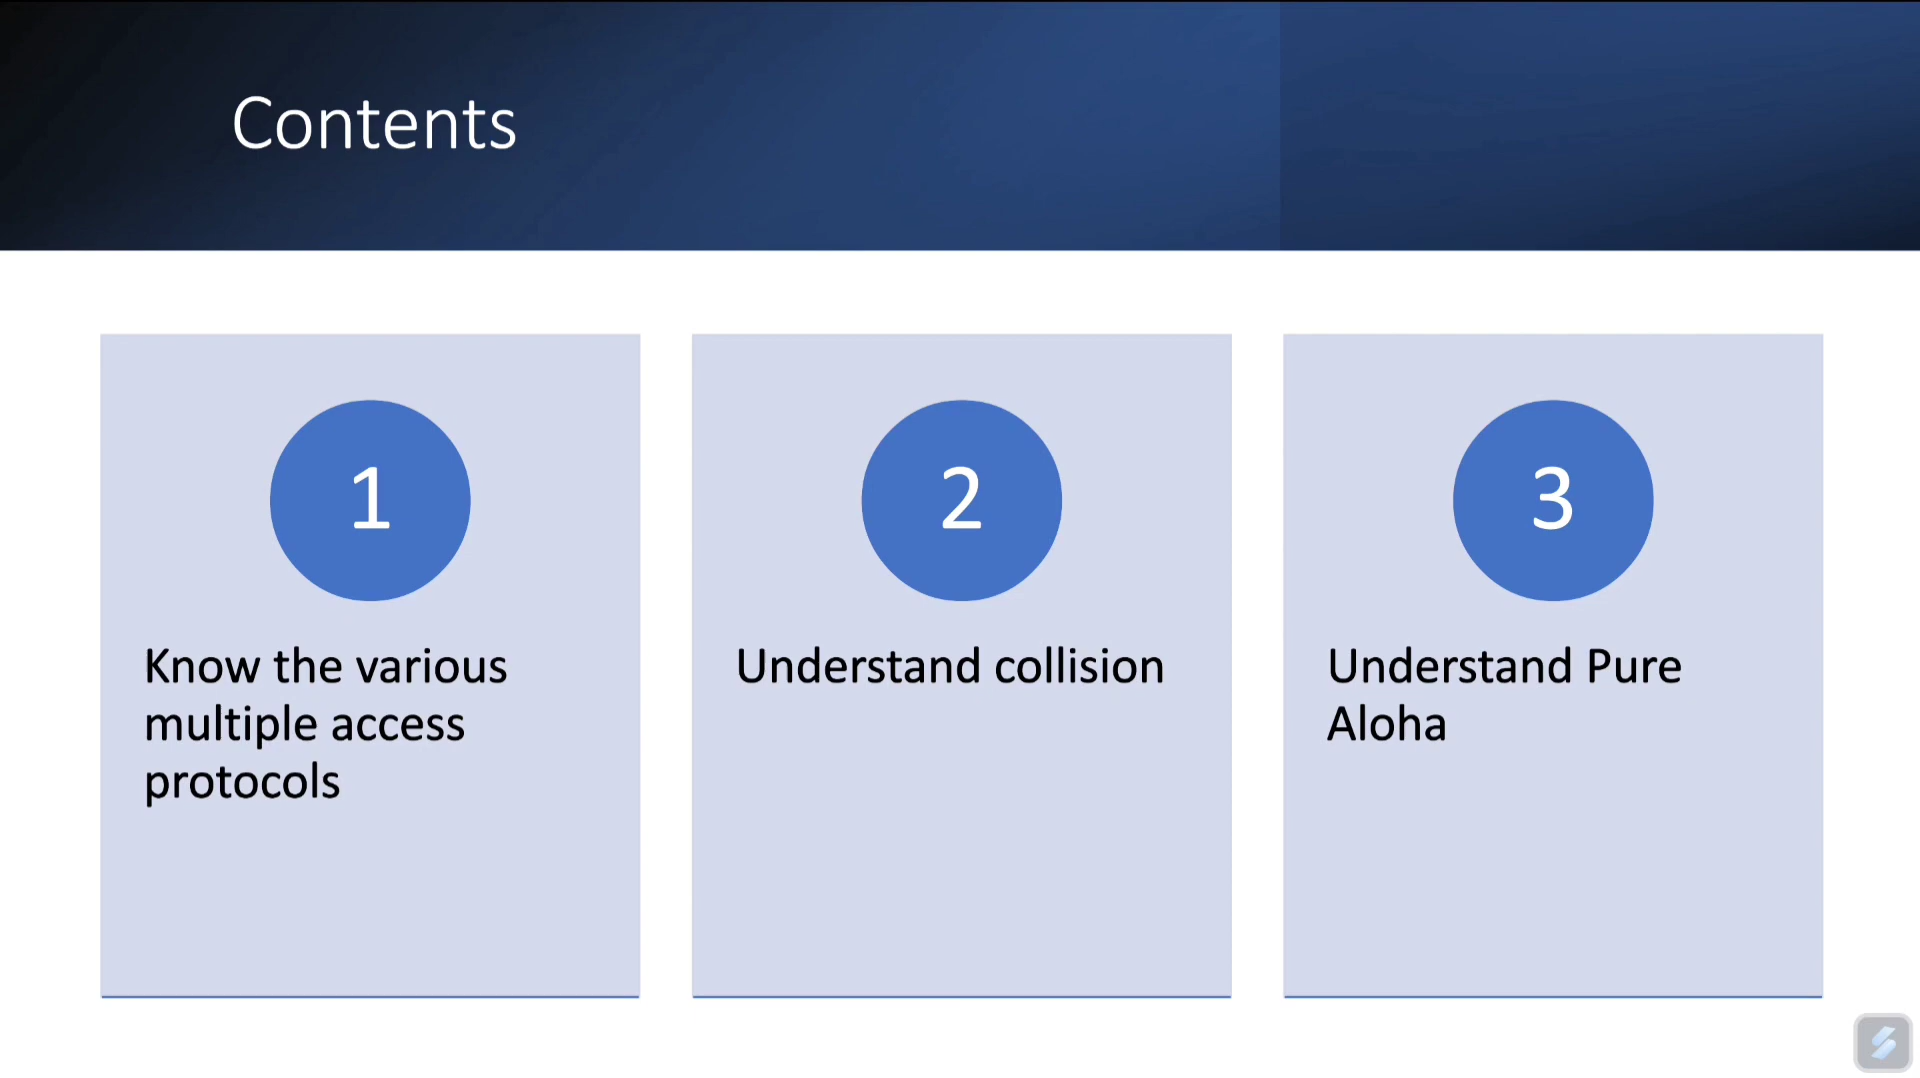 Contents
1
Know the various
multiple access
protocols
2
Understand collision
3
Understand Pure
Aloha